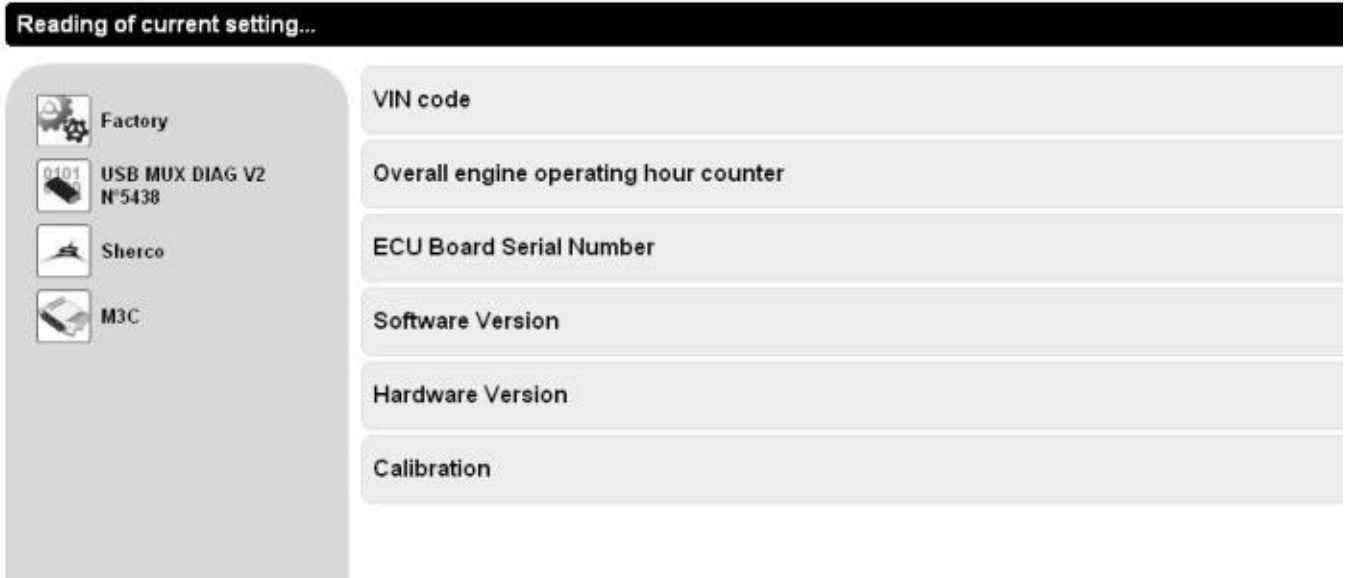 Reading of current setting...
Factory
USB MUX DIAG V2
N°5438
Sherco
M3C
VIN code
Overall engine operating hour counter
ECU Board Serial Number
Software Version
Hardware Version
Calibration